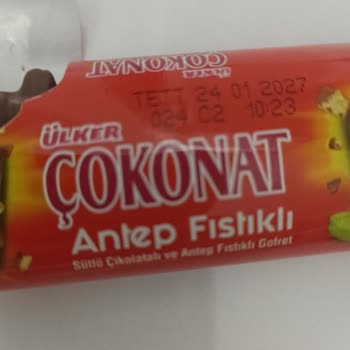 ÜLKER
ÇOKONAT
TETT 24 01 2027
024 C2 10:23
ÜLKER
ÇOKONAT
Antep Fıstıklı
Sütlü Çikolatalı ve Antep Fıstıklı Gofret